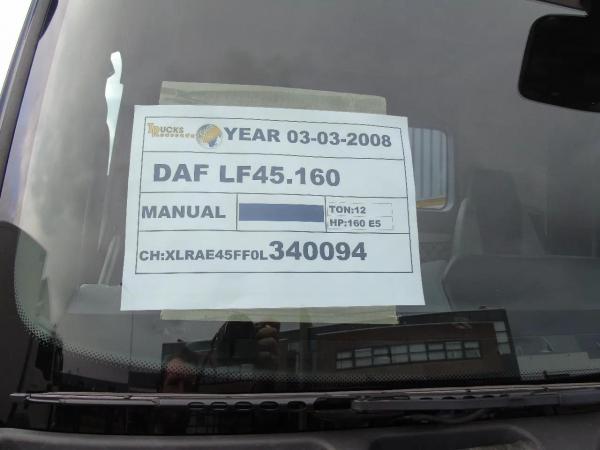 TRUCKS YEAR 03-03-2008
DAF LF45.160
MANUAL TON:12
HP:160 E5
CH:XLRAE45FF0L340094